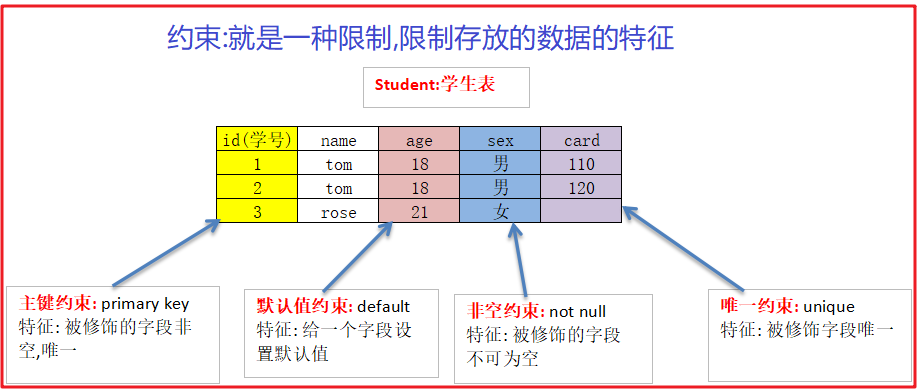 约束:就是一种限制,限制存放的数据的特征
Student:学生表
id(学号) name age sex card
1 tom 18 男 110
2 tom 18 男 120
3 rose 21 女
主键约束: primary key
特征: 被修饰的字段非
空,唯一
默认值约束: default
特征: 给一个字段设
置默认值
非空约束: not null
特征: 被修饰的字段
不可为空
唯一约束: unique
特征: 被修饰字段唯一